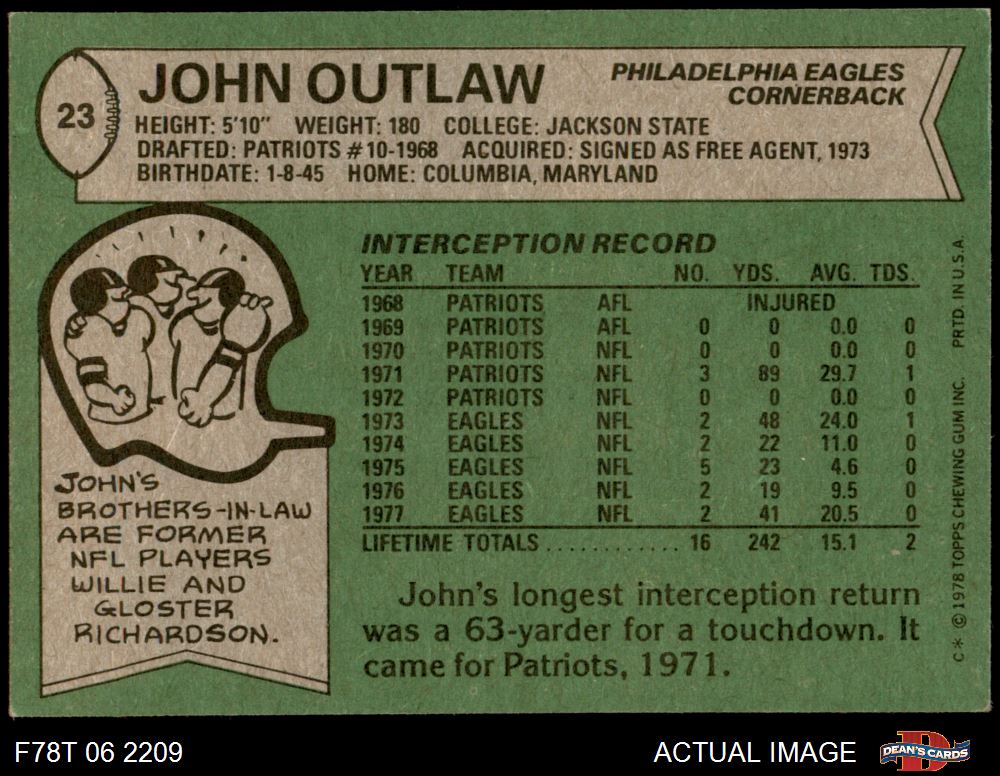 23
JOHN OUTLAW
PHILADELPHIA EAGLES
CORNERBACK
HEIGHT: 5'10" WEIGHT: 180 COLLEGE: JACKSON STATE
DRAFTED: PATRIOTS #10-1968 ACQUIRED: SIGNED AS FREE AGENT, 1973
BIRTHDATE: 1-8-45 HOME: COLUMBIA, MARYLAND
INTERCEPTION RECORD
YEAR TEAM NO. YDS. AVG. TDS.
1968 PATRIOTS AFL INJURED
1969 PATRIOTS AFL 0 0 0.0 0
1970 PATRIOTS NFL 0 0 0.0 0
1971 PATRIOTS NFL 3 89 29.7 1
1972 PATRIOTS NFL 0 0 0.0 0
1973 EAGLES NFL 2 48 24.0 1
1974 EAGLES NFL 2 22 11.0 0
1975 EAGLES NFL 5 23 4.6 0
1976 EAGLES NFL 2 19 9.5 0
1977 EAGLES NFL 2 41 20.5 0
LIFETIME TOTALS ............ 16 242 15.1 2
John's longest interception return
was a 63-yarder for a touchdown. It
came for Patriots, 1971.
JOHN'S
BROTHERS-IN-LAW
ARE FORMER
NFL PLAYERS
WILLIE AND
GLOSTER
RICHARDSON.
C* ©1978 TOPPS CHEWING GUM INC. PRTD. IN U.S.A.
F78T 06 2209
ACTUAL IMAGE
D
DEAN'S CARDS